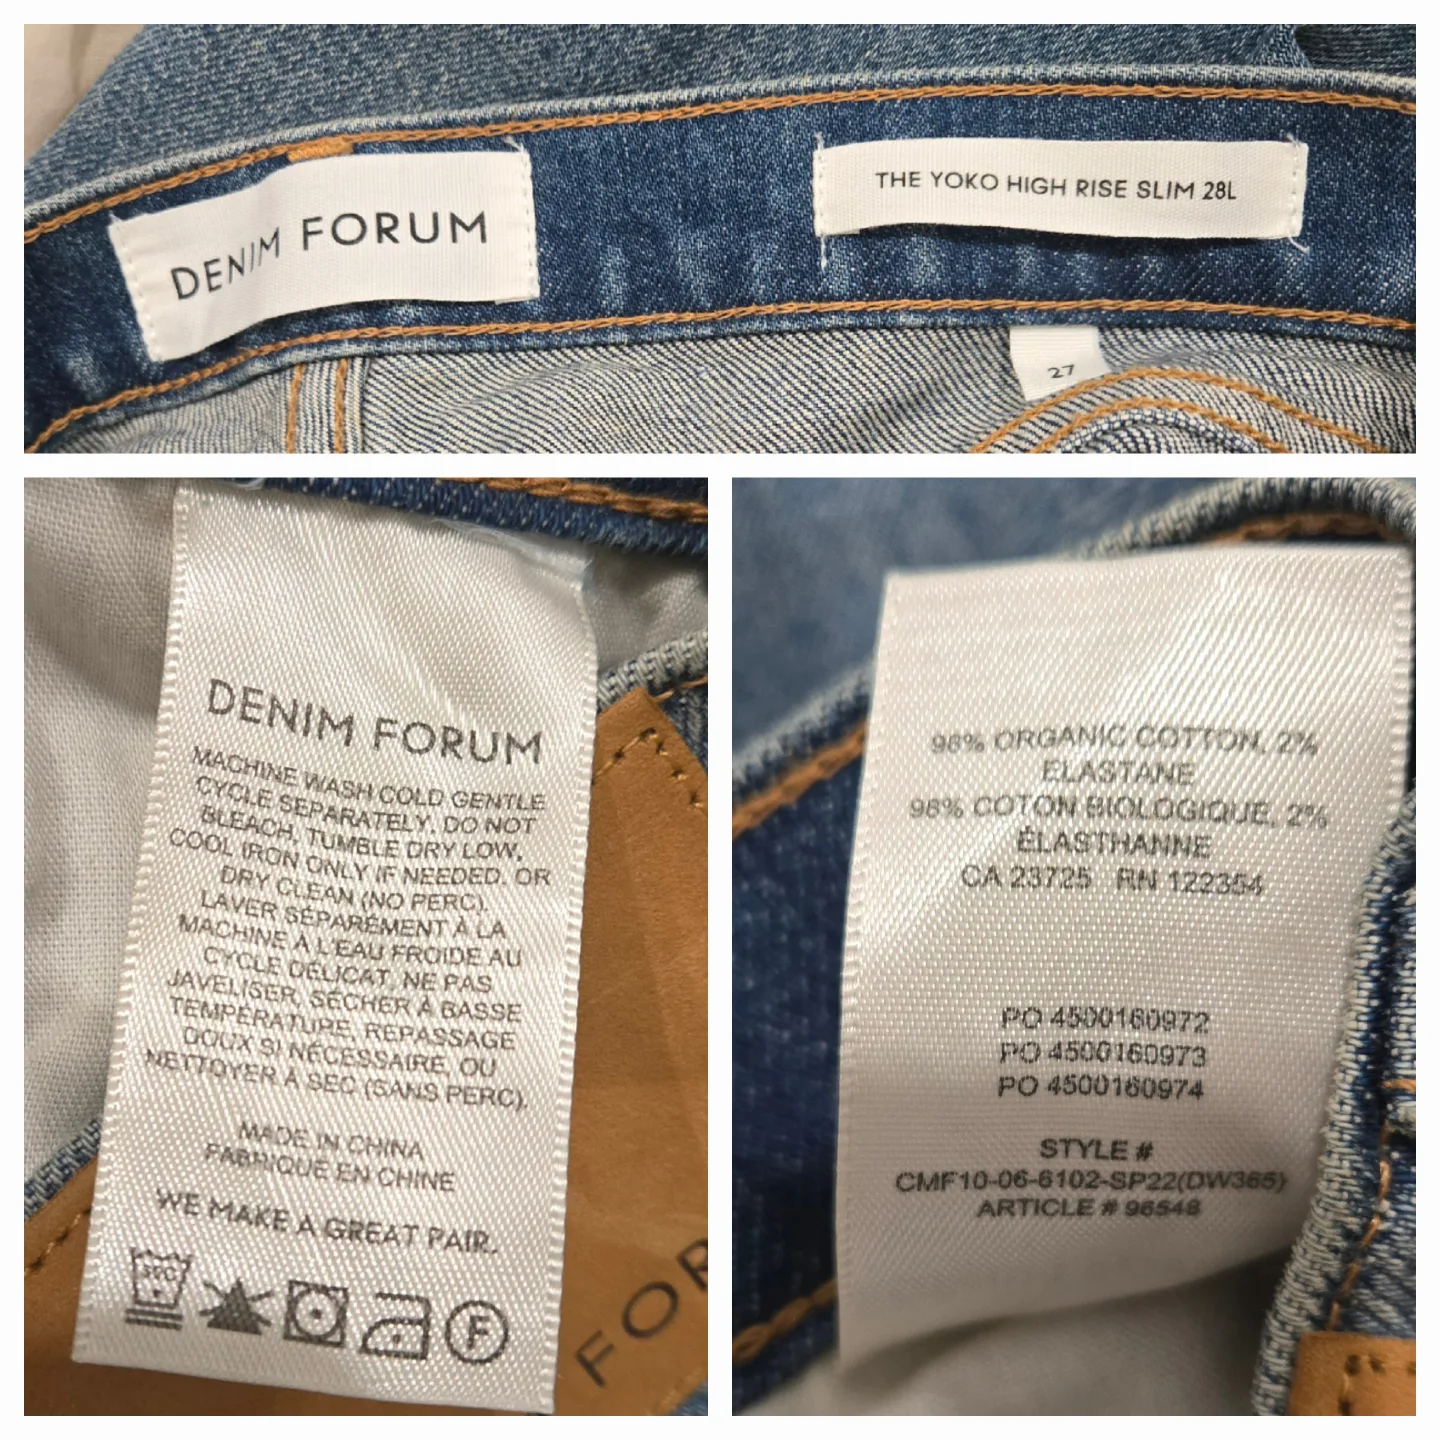 DENIM FORUM
THE YOKO HIGH RISE SLIM 28L
27
DENIM FORUM
MACHINE WASH COLD GENTLE
CYCLE SEPARATELY. DO NOT
BLEACH, TUMBLE DRY LOW,
COOL IRON ONLY IF NEEDED. OR
DRY CLEAN (NO PERC).
LAVER SÉPARÉMENT À LA
MACHINE À L'EAU FROIDE AU
CYCLE DÉLICAT, NE PAS
JAVELISER, SÉCHER À BASSE
TEMPÉRATURE, REPASSAGE
DOUX SI NÉCESSAIRE, OU
NETTOYER À SEC (SANS PERC).
MADE IN CHINA
FABRIQUÉ EN CHINE
WE MAKE A GREAT PAIR.
30C
F
FOR
98% ORGANIC COTTON, 2%
ELASTANE
98% COTON BIOLOGIQUE, 2%
ÉLASTHANNE
CA 23725 RN 122354
PO 4500160972
PO 4500160973
PO 4500160974
STYLE #
CMF10-06-6102-SP22(DW365)
ARTICLE # 96548